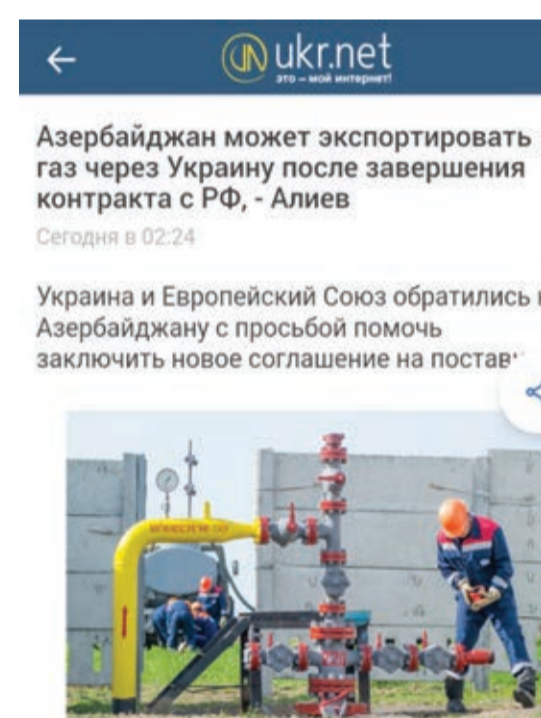 ukr.net
это – мой интернет!
Азербайджан может экспортировать
газ через Украину после завершения
контракта с РФ, - Алиев
Сегодня в 02:24
Украина и Европейский Союз обратились
Азербайджану с просьбой помочь
заключить новое соглашение на постав